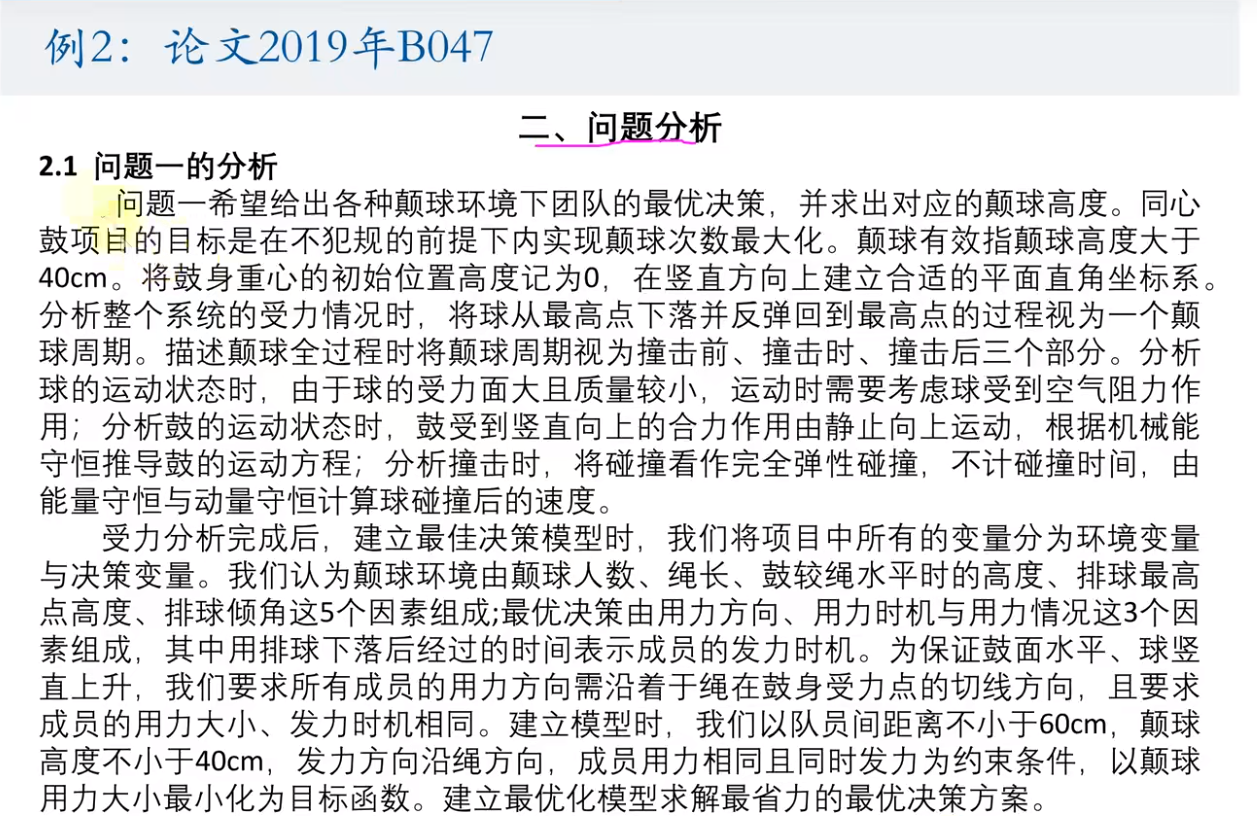 例2：论文2019年B047
二、问题分析
2.1 问题一的分析
问题一希望给出各种颠球环境下团队的最优决策，并求出对应的颠球高度。同心
鼓项目的目标是在不犯规的前提下内实现颠球次数最大化。颠球有效指颠球高度大于
40cm。将鼓身重心的初始位置高度记为0，在竖直方向上建立合适的平面直角坐标系。
分析整个系统的受力情况时，将球从最高点下落并反弹回到最高点的过程视为一个颠
球周期。描述颠球全过程时将颠球周期视为撞击前、撞击时、撞击后三个部分。分析
球的运动状态时，由于球的受力面大且质量较小，运动时需要考虑球受到空气阻力作
用；分析鼓的运动状态时，鼓受到竖直向上的合力作用由静止向上运动，根据机械能
守恒推导鼓的运动方程；分析撞击时，将碰撞看作完全弹性碰撞，不计碰撞时间，由
能量守恒与动量守恒计算球碰撞后的速度。
受力分析完成后，建立最佳决策模型时，我们将项目中所有的变量分为环境变量
与决策变量。我们认为颠球环境由颠球人数、绳长、鼓较绳水平时的高度、排球最高
点高度、排球倾角这5个因素组成;最优决策由用力方向、用力时机与用力情况这3个因
素组成，其中用排球下落后经过的时间表示成员的发力时机。为保证鼓面水平、球竖
直上升，我们要求所有成员的用力方向需沿着于绳在鼓身受力点的切线方向，且要求
成员的用力大小、发力时机相同。建立模型时，我们以队员间距离不小于60cm，颠球
高度不小于40cm，发力方向沿绳方向，成员用力相同且同时发力为约束条件，以颠球
用力大小最小化为目标函数。建立最优化模型求解最省力的最优决策方案。